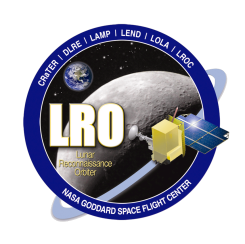 CRaTER | DLRE | LAMP | LEND | LOLA | LROC
LRO
Lunar
Reconnaissance
Orbiter
NASA GODDARD SPACE FLIGHT CENTER